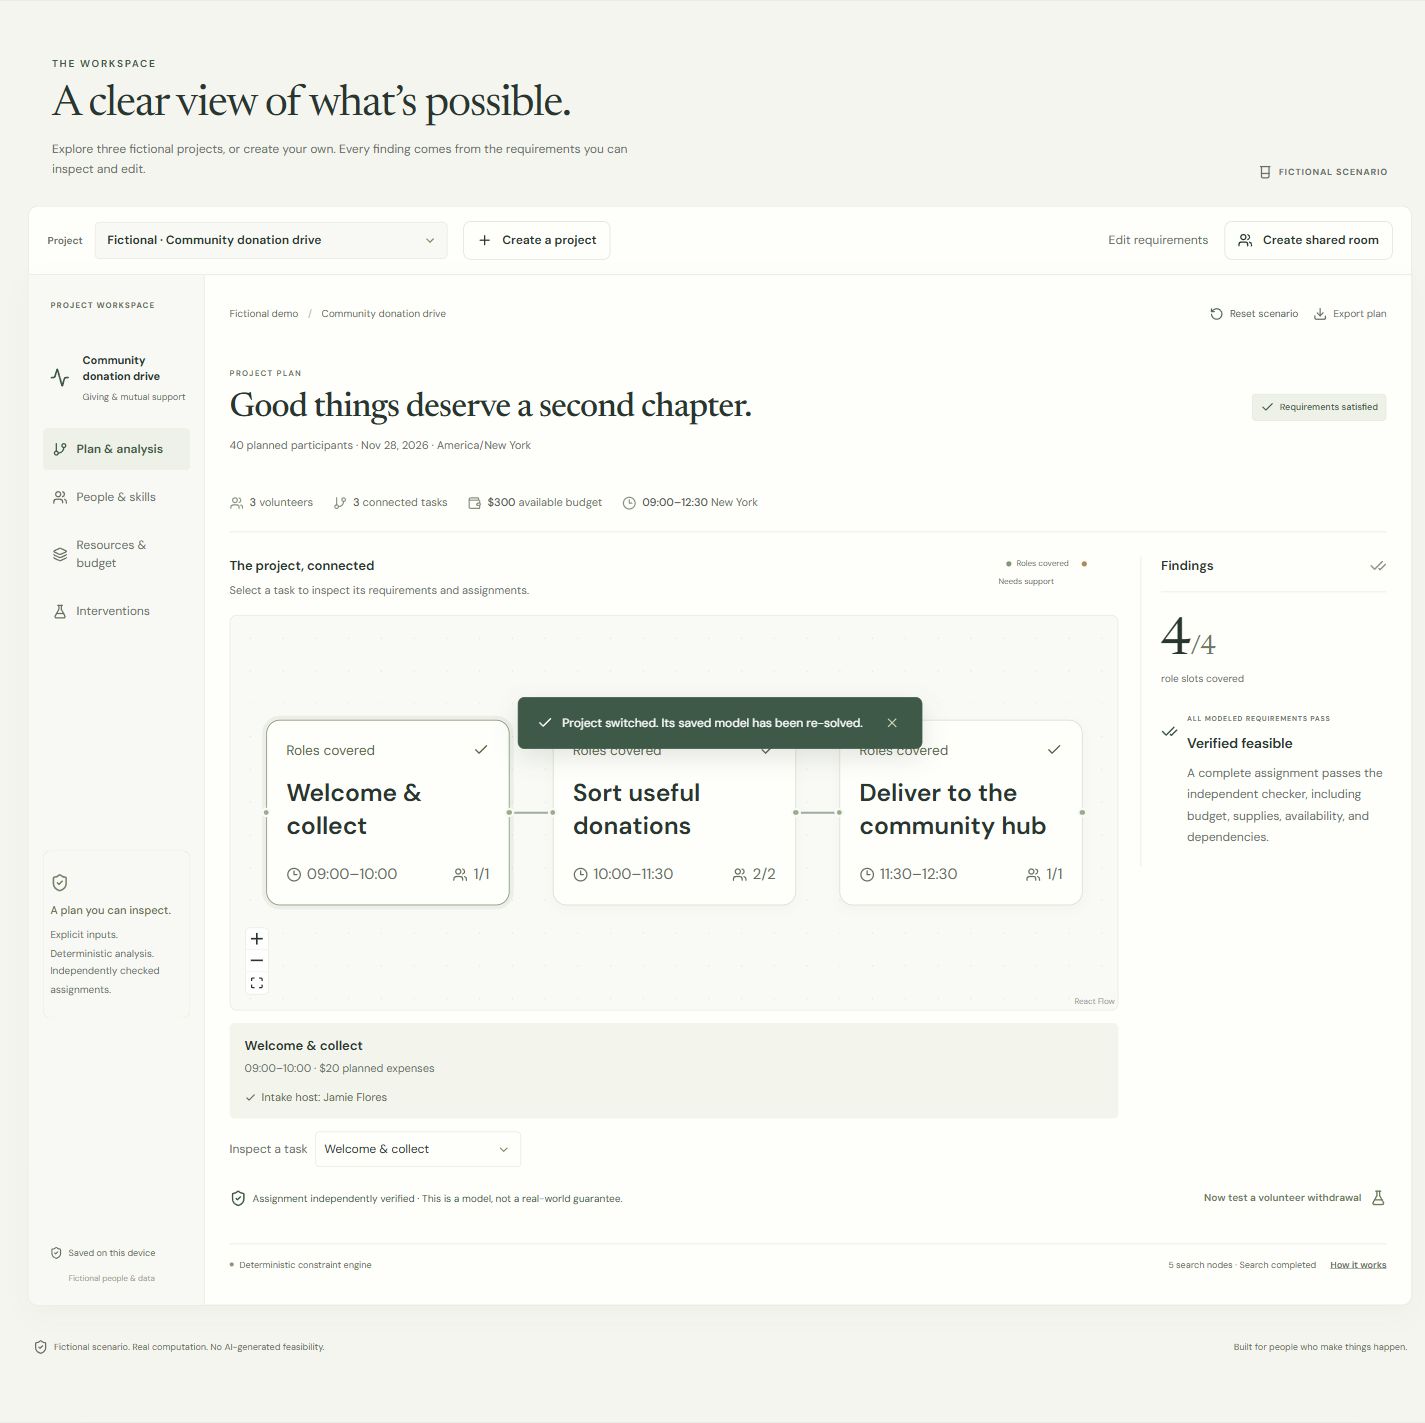 THE WORKSPACE
A clear view of what's possible.
Explore three fictional projects, or create your own. Every finding comes from the requirements you can
inspect and edit.
FICTIONAL SCENARIO
Project
Fictional · Community donation drive
Create a project
Edit requirements
Create shared room
PROJECT WORKSPACE
Community
donation drive
Giving & mutual support
Plan & analysis
People & skills
Resources &
budget
Interventions
A plan you can inspect.
Explicit inputs.
Deterministic analysis.
Independently checked
assignments.
Saved on this device
Fictional people & data
Fictional demo / Community donation drive
Reset scenario
Export plan
PROJECT PLAN
Good things deserve a second chapter.
Requirements satisfied
40 planned participants · Nov 28, 2026 · America/New York
3 volunteers
3 connected tasks
$300 available budget
09:00–12:30 New York
The project, connected
Select a task to inspect its requirements and assignments.
Roles covered
Needs support
Project switched. Its saved model has been re-solved.
Roles covered
Welcome &
collect
09:00–10:00
1/1
Roles covered
Sort useful
donations
10:00–11:30
2/2
Roles covered
Deliver to the
community hub
11:30–12:30
1/1
React Flow
Welcome & collect
09:00–10:00 · $20 planned expenses
Intake host: Jamie Flores
Inspect a task
Welcome & collect
Assignment independently verified · This is a model, not a real-world guarantee.
Now test a volunteer withdrawal
Findings
4/4
role slots covered
ALL MODELED REQUIREMENTS PASS
Verified feasible
A complete assignment passes the
independent checker, including
budget, supplies, availability, and
dependencies.
Deterministic constraint engine
5 search nodes · Search completed
How it works
Fictional scenario. Real computation. No AI-generated feasibility.
Built for people who make things happen.